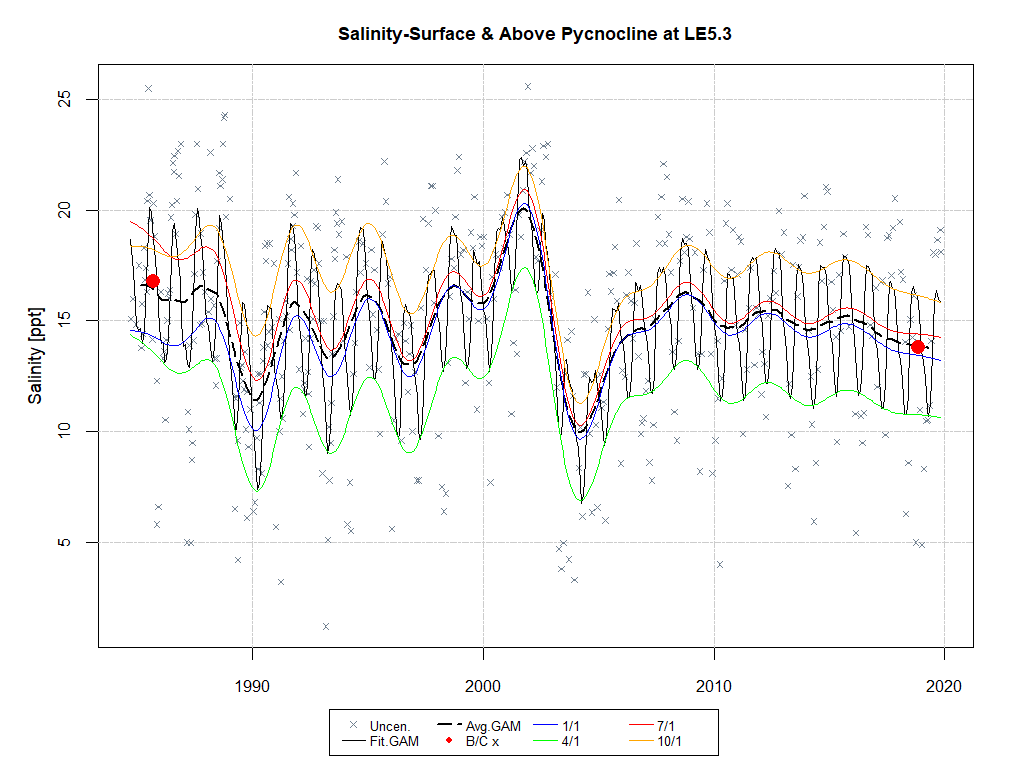 Salinity-Surface & Above Pycnocline at LE5.3
Salinity [ppt]
25
20
15
10
5
1990 2000 2010 2020
Uncen. Avg.GAM 1/1 7/1
Fit.GAM B/C x 4/1 10/1